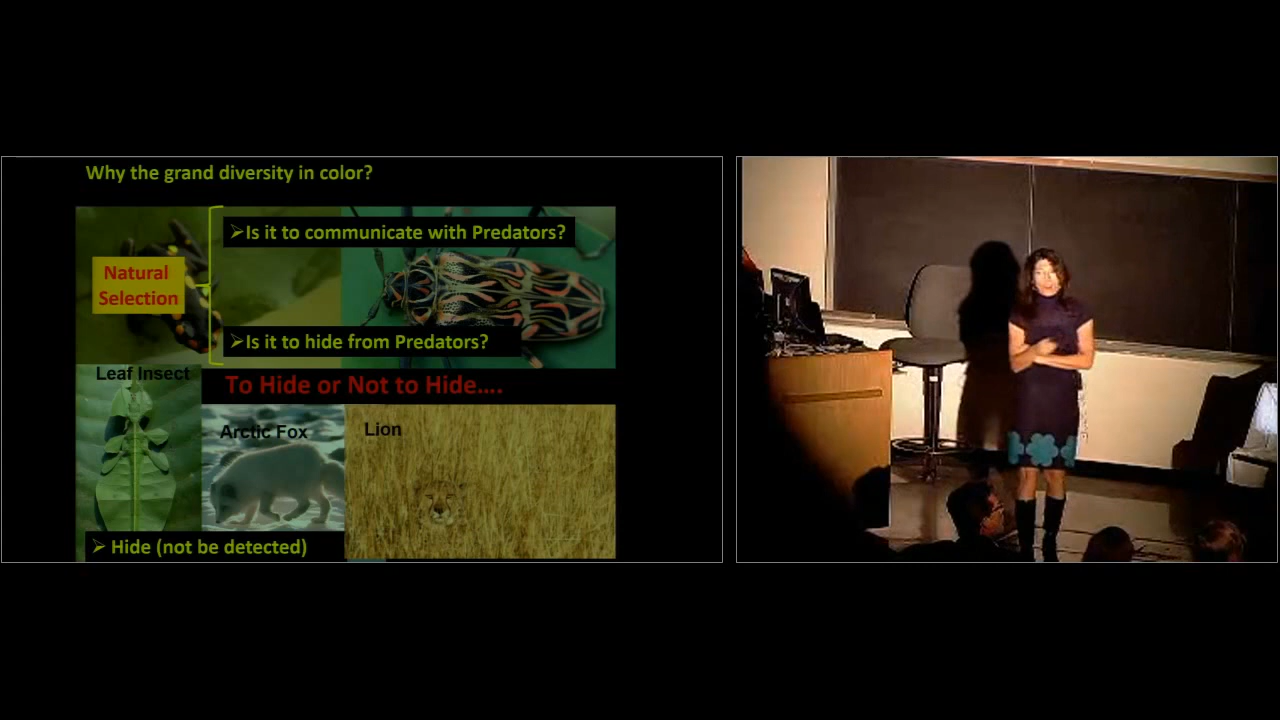 Why the grand diversity in color?
➢Is it to communicate with Predators?
Natural
Selection
➢Is it to hide from Predators?
Leaf Insect
To Hide or Not to Hide....
Arctic Fox
Lion
➢ Hide (not be detected)